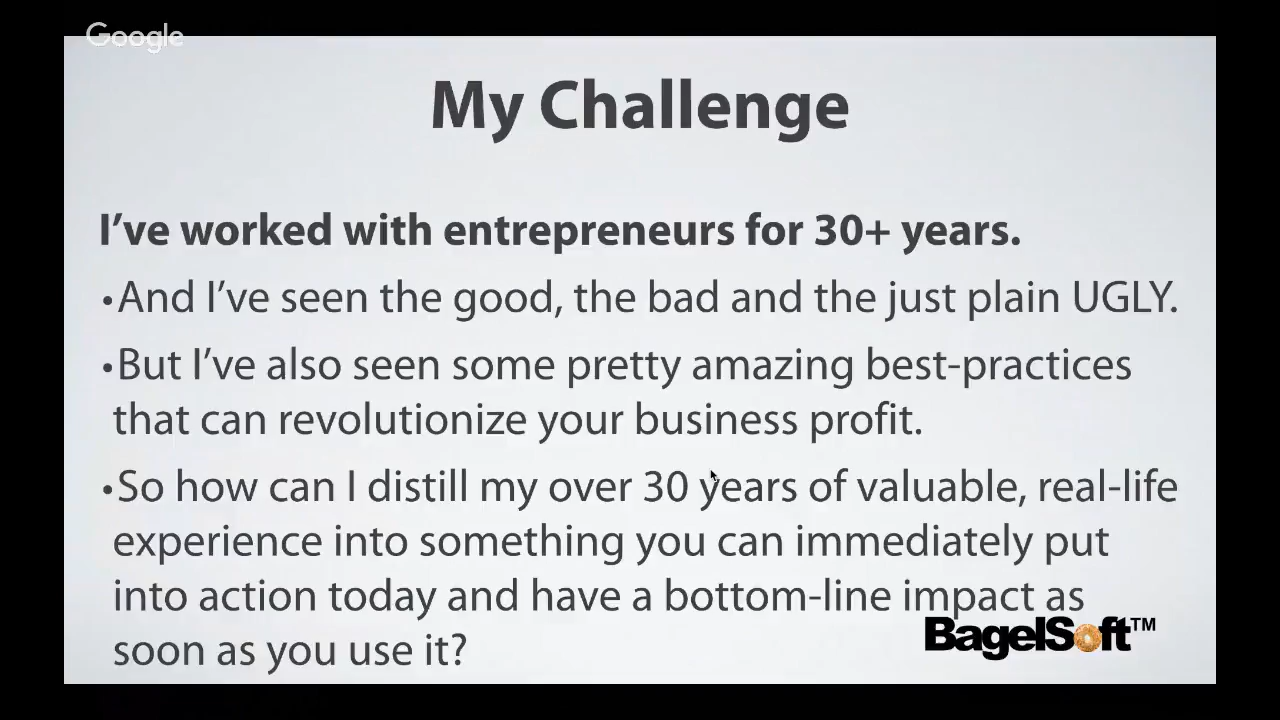 Google
My Challenge
I've worked with entrepreneurs for 30+ years.
•And I've seen the good, the bad and the just plain UGLY.
•But I've also seen some pretty amazing best-practices
that can revolutionize your business profit.
•So how can I distill my over 30 years of valuable, real-life
experience into something you can immediately put
into action today and have a bottom-line impact as
soon as you use it?
BagelSoft™